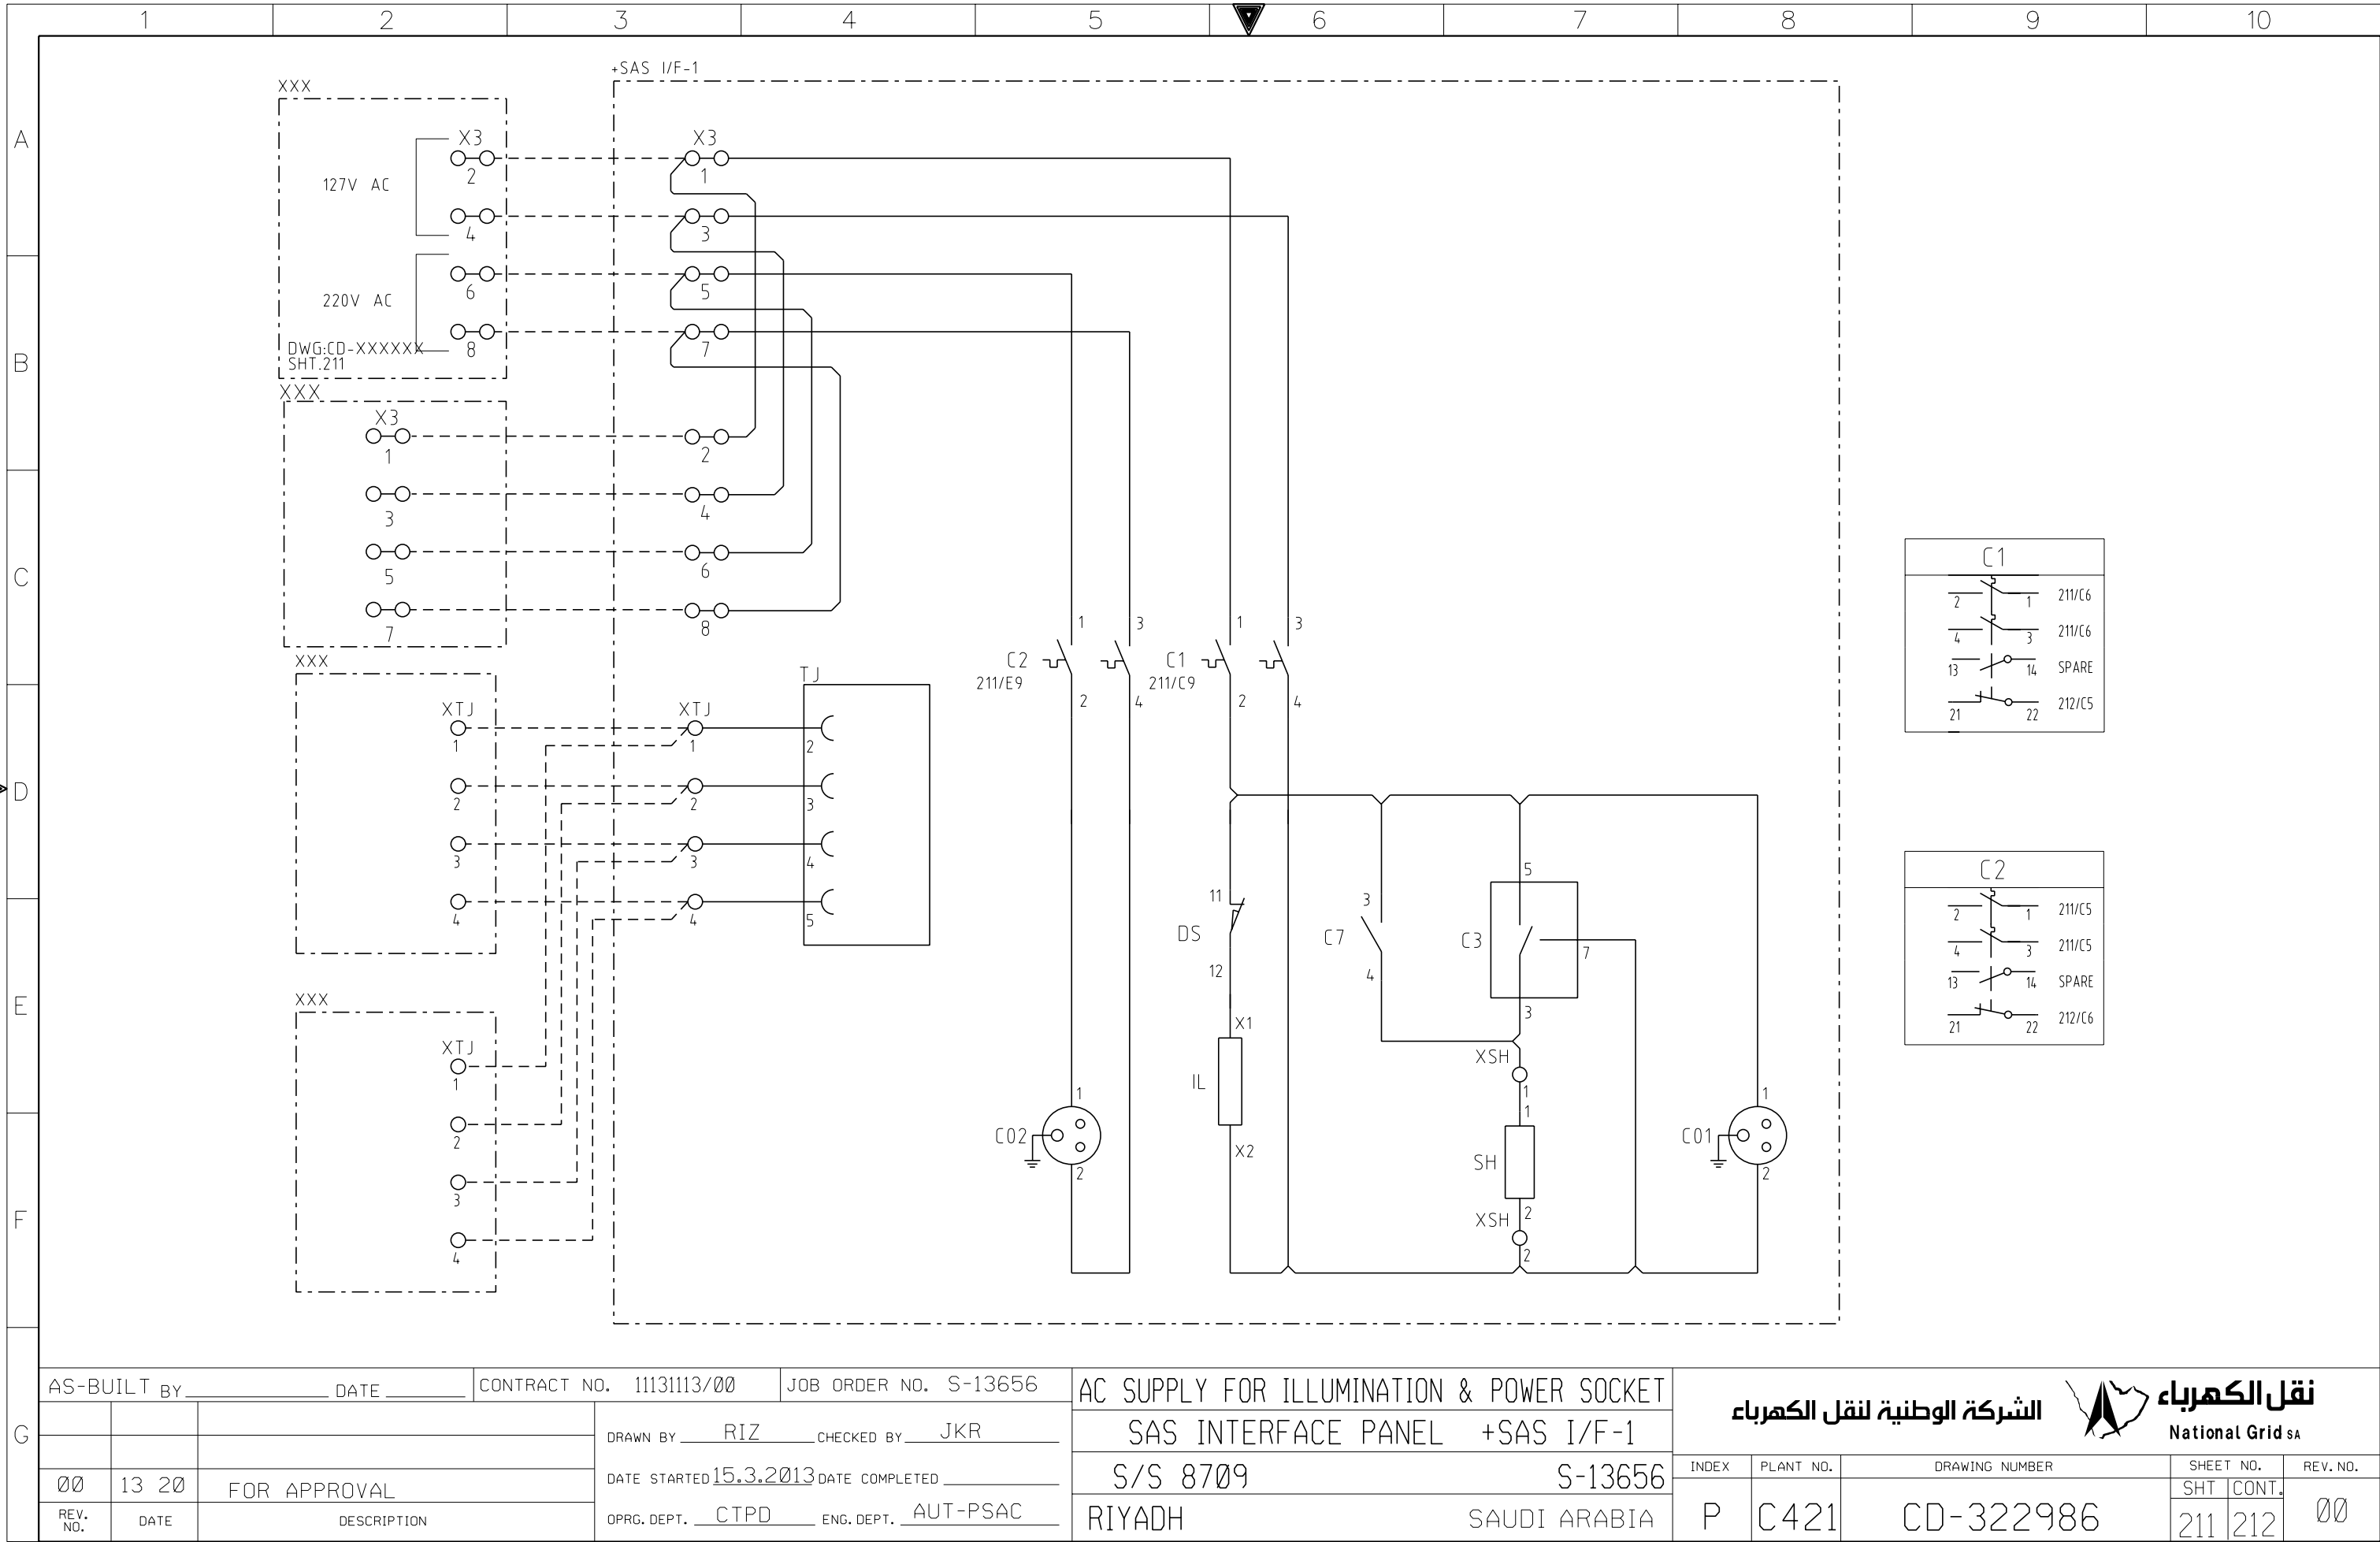 1 2 3 4 5 6 7 8 9 10
A
B
C
D
E
F
G
+SAS I/F-1
XXX
X3
2
127V AC
4
6
220V AC
8
DWG:CD-XXXXXX
SHT.211
XXX
X3
1
3
5
7
X3
1
3
5
7
2
4
6
8
XXX
XTJ
1
2
3
4
XXX
XTJ
1
2
3
4
XTJ
1
2
3
4
TJ
2
3
4
5
C2
211/E9
1
2
3
4
C1
211/C9
1
2
3
4
C02
1
2
11
DS
12
X1
IL
X2
3
C7
4
5
C3
7
3
XSH
1
1
SH
2
XSH
2
C01
1
2
C1
2 1 211/C6
4 3 211/C6
13 14 SPARE
21 22 212/C5
C2
2 1 211/C5
4 3 211/C5
13 14 SPARE
21 22 212/C6
AS-BUILT BY DATE
CONTRACT NO. 11131113/00
JOB ORDER NO. S-13656
DRAWN BY RIZ CHECKED BY JKR
DATE STARTED 15.3.2013 DATE COMPLETED
OPRG. DEPT. CTPD ENG. DEPT. AUT-PSAC
00 13 20 FOR APPROVAL
REV. NO. DATE DESCRIPTION
AC SUPPLY FOR ILLUMINATION & POWER SOCKET
SAS INTERFACE PANEL +SAS I/F-1
S/S 8709 S-13656
RIYADH SAUDI ARABIA
الشركة الوطنية لنقل الكهرباء
نقل الكهرباء
National Grid SA
INDEX PLANT NO. DRAWING NUMBER SHEET NO. REV. NO.
SHT CONT.
P C421 CD-322986 211 212 00